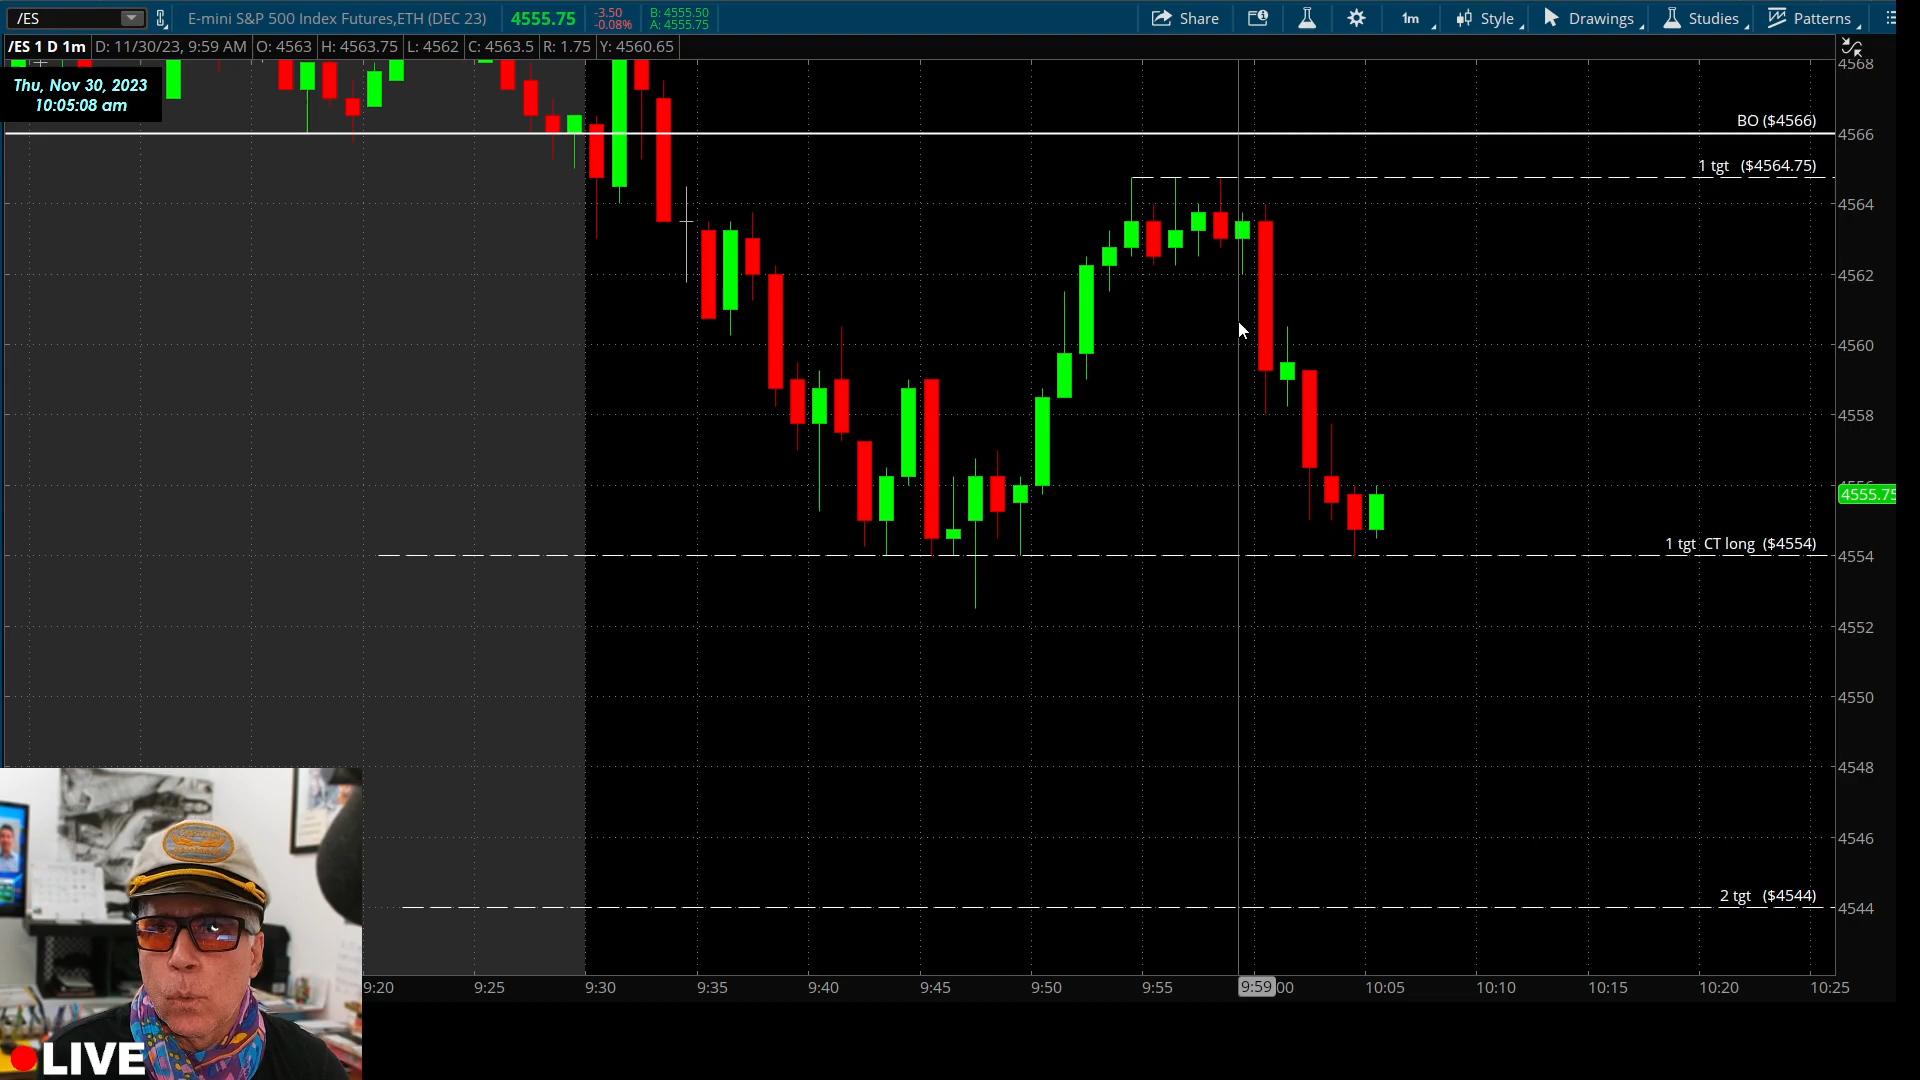 /ES
E-mini S&P 500 Index Futures,ETH (DEC 23)
4555.75
-3.50
-0.08%
B: 4555.50
A: 4555.75
Share
1m
Style
Drawings
Studies
Patterns
/ES 1 D 1m
D: 11/30/23, 9:59 AM
O: 4563
H: 4563.75
L: 4562
C: 4563.5
R: 1.75
Y: 4560.65
Thu, Nov 30, 2023
10:05:08 am
4568
BO ($4566)
4566
1 tgt ($4564.75)
4564
4562
4560
4558
4555.75
1 tgt CT long ($4554)
4554
4552
4550
4548
4546
2 tgt ($4544)
4544
9:20
9:25
9:30
9:35
9:40
9:45
9:50
9:55
9:59
00
10:05
10:10
10:15
10:20
10:25
LIVE